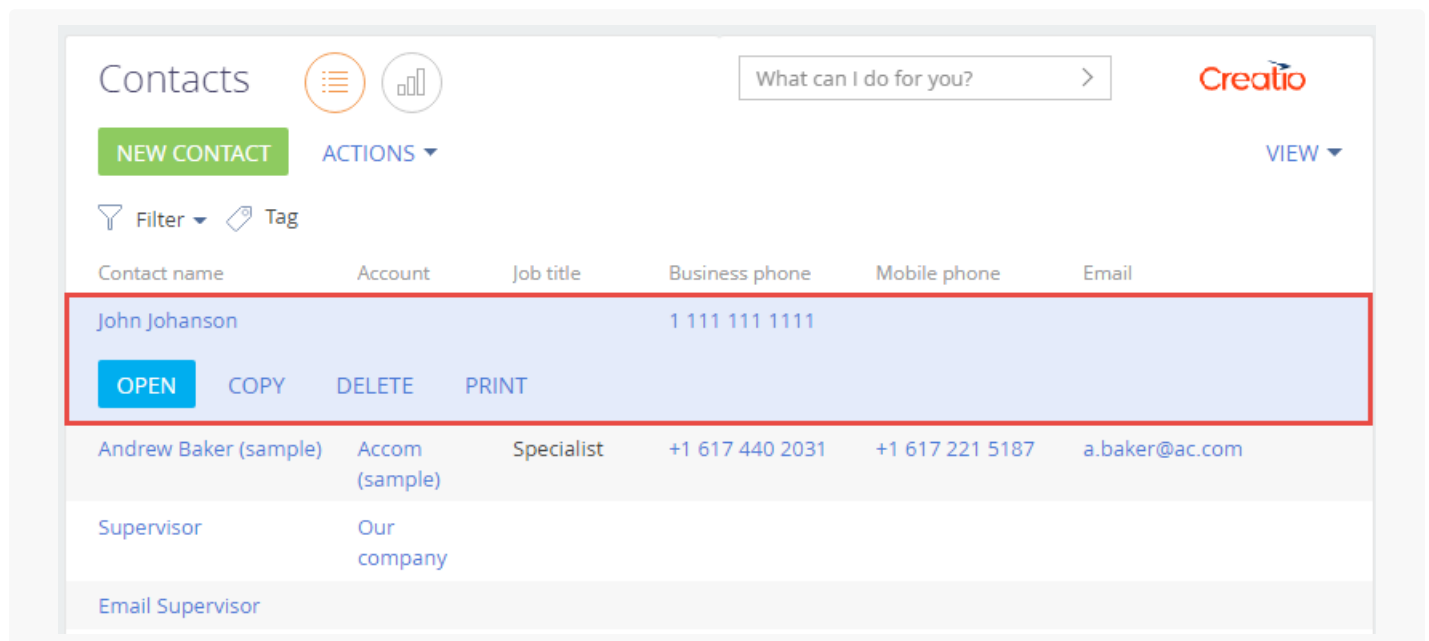 Contacts What can I do for you? Creatio
NEW CONTACT ACTIONS VIEW
Filter Tag
Contact name Account Job title Business phone Mobile phone Email
John Johanson 1 111 111 1111
OPEN COPY DELETE PRINT
Andrew Baker (sample) Accom Specialist +1 617 440 2031 +1 617 221 5187 a.baker@ac.com
(sample)
Supervisor Our
company
Email Supervisor